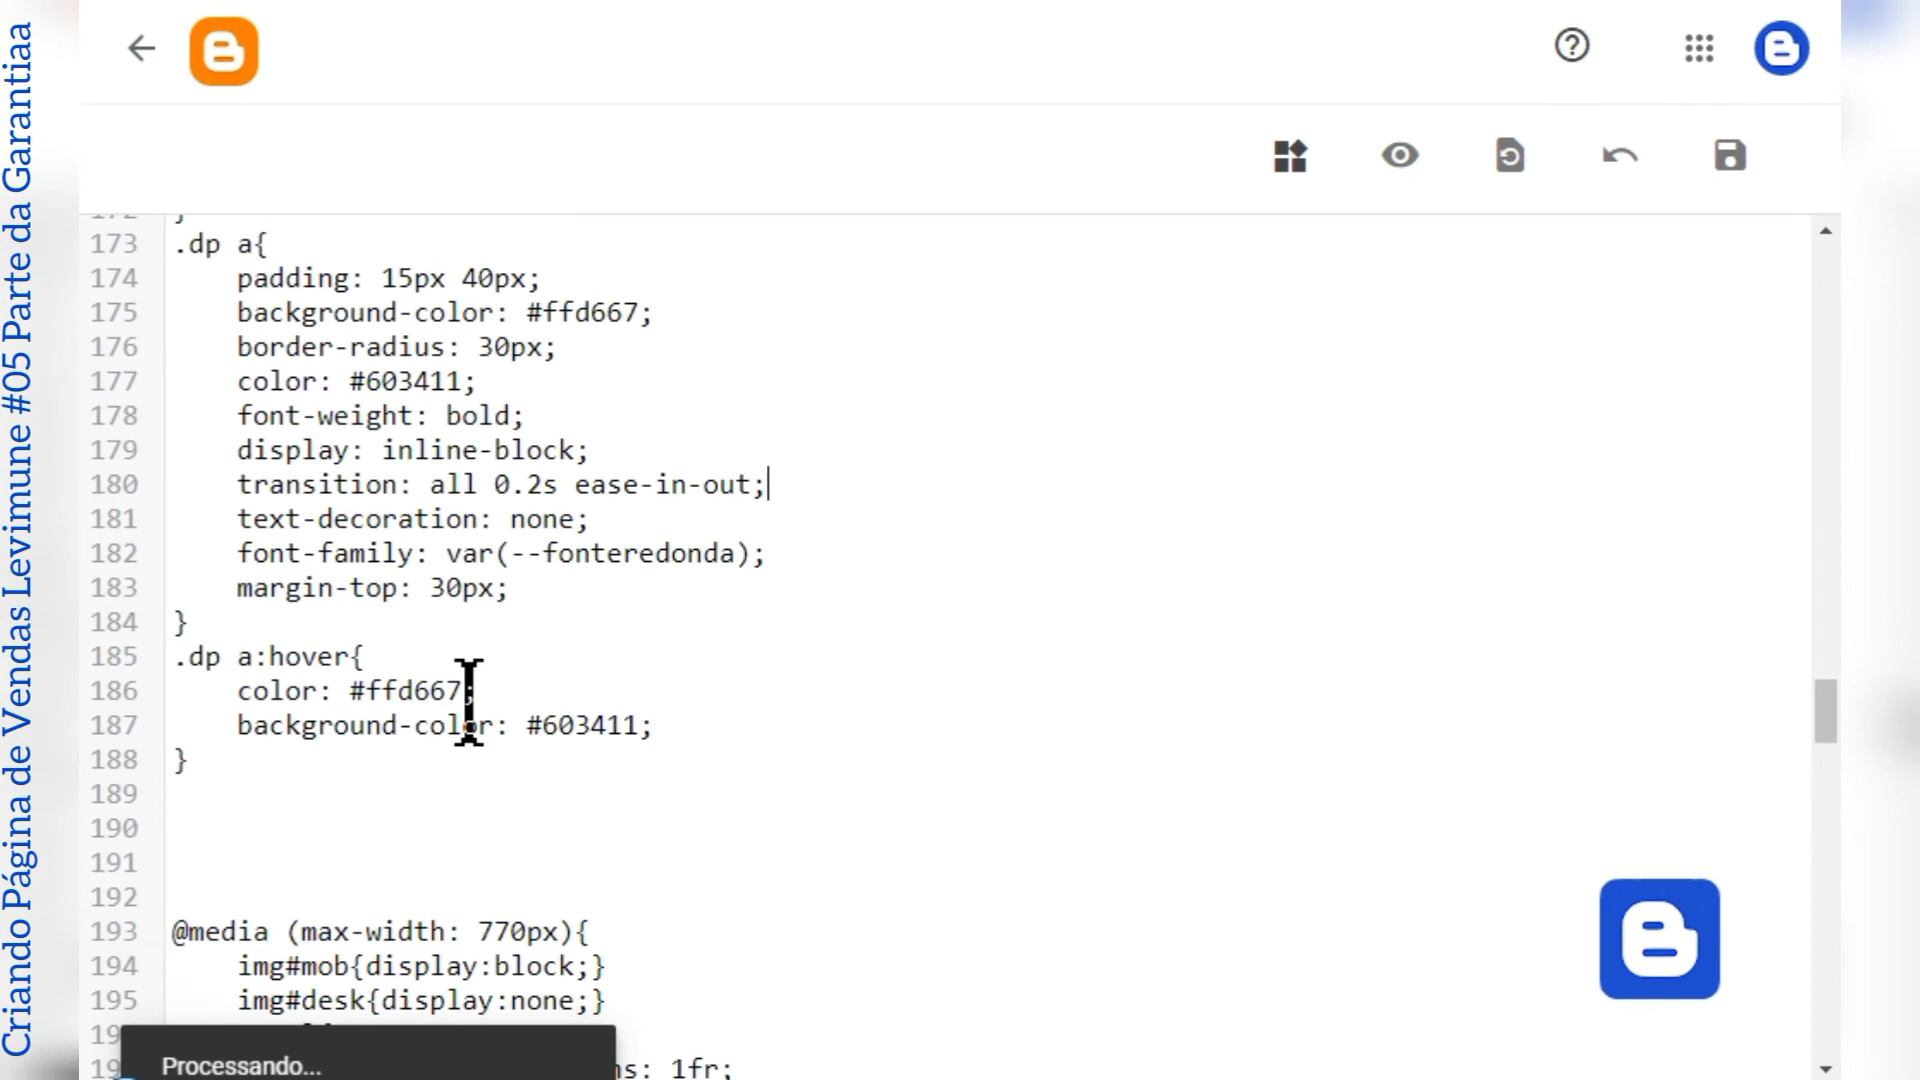 Criando Página de Vendas Levimune #05 Parte da Garantiaa
173 .dp a{
174 padding: 15px 40px;
175 background-color: #ffd667;
176 border-radius: 30px;
177 color: #603411;
178 font-weight: bold;
179 display: inline-block;
180 transition: all 0.2s ease-in-out;
181 text-decoration: none;
182 font-family: var(--fonteredonda);
183 margin-top: 30px;
184 }
185 .dp a:hover{
186 color: #ffd667;
187 background-color: #603411;
188 }
189
190
191
192
193 @media (max-width: 770px){
194 img#mob{display:block;}
195 img#desk{display:none;}
Processando...
1fr;